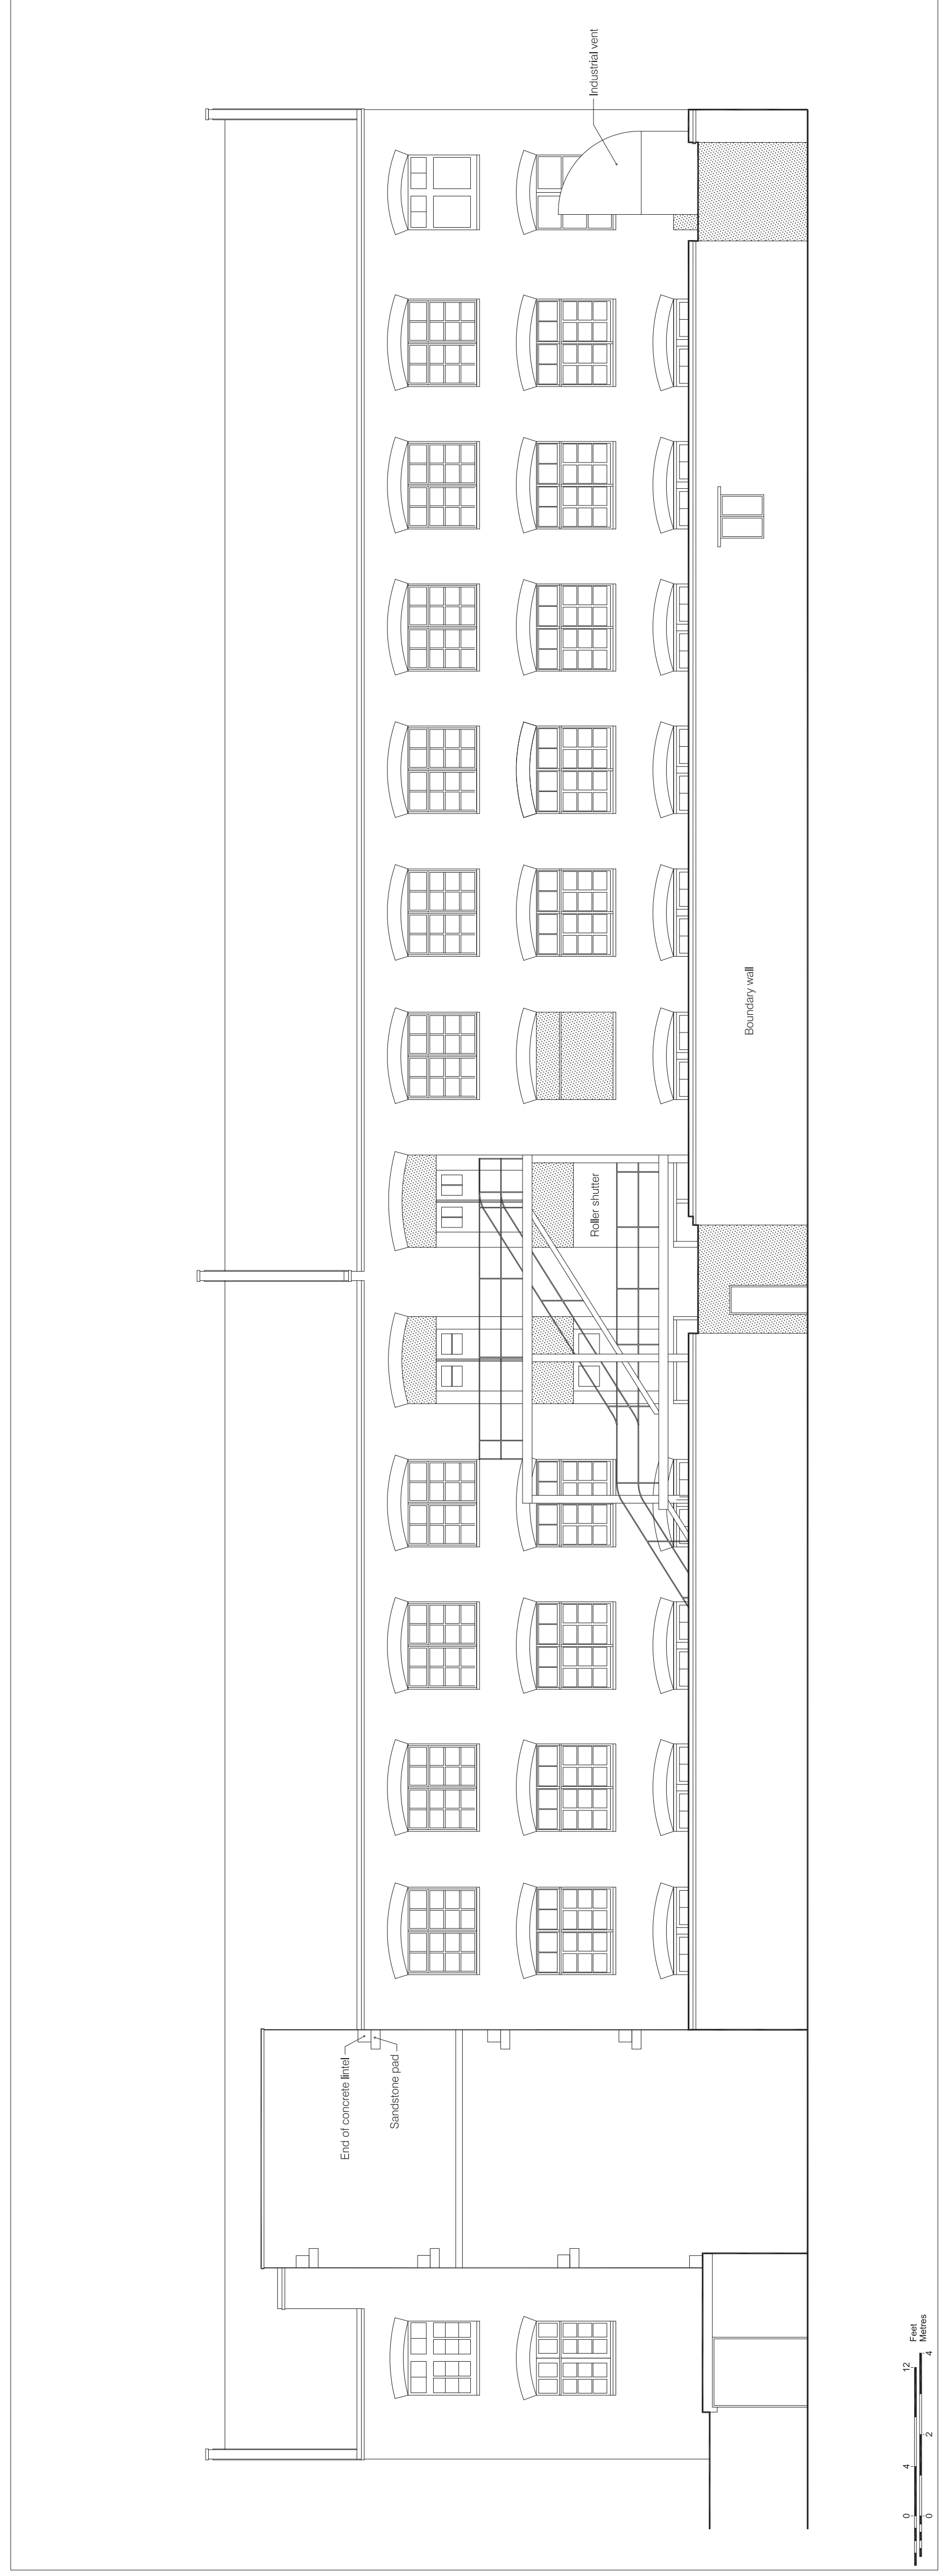 End of concrete lintel
Sandstone pad
Roller shutter
Boundary wall
Industrial vent
0 4 12 Feet
0 2 4 Metres